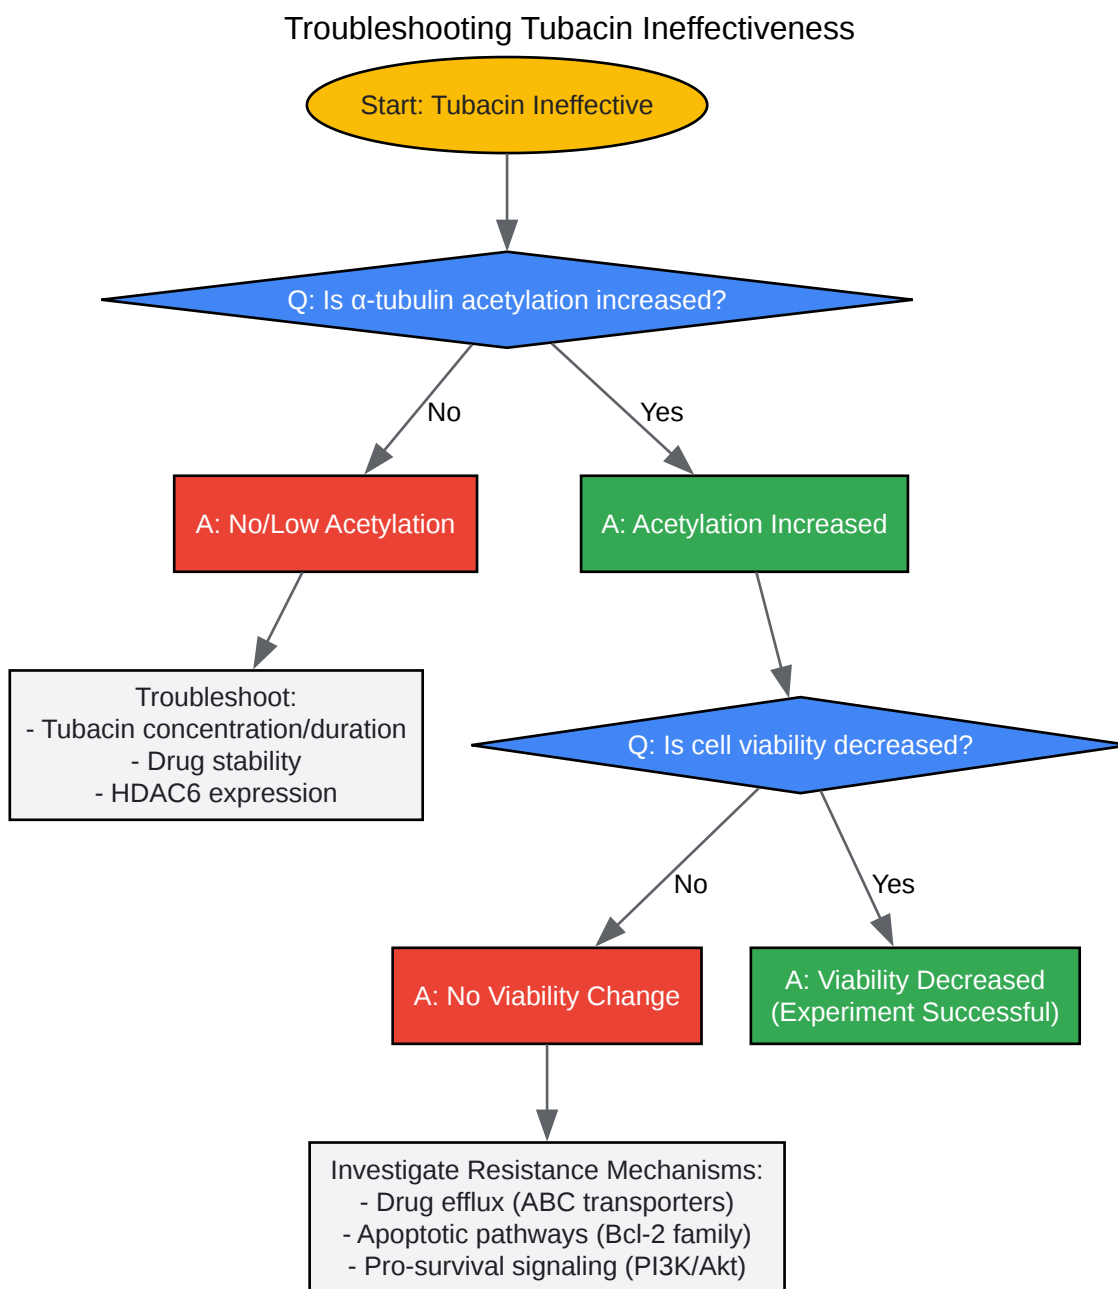 Troubleshooting Tubacin Ineffectiveness
Start: Tubacin Ineffective
Q: Is α-tubulin acetylation increased?
No
Yes
A: No/Low Acetylation
A: Acetylation Increased
Troubleshoot:
- Tubacin concentration/duration
- Drug stability
- HDAC6 expression
Q: Is cell viability decreased?
No
Yes
A: No Viability Change
A: Viability Decreased
(Experiment Successful)
Investigate Resistance Mechanisms:
- Drug efflux (ABC transporters)
- Apoptotic pathways (Bcl-2 family)
- Pro-survival signaling (PI3K/Akt)